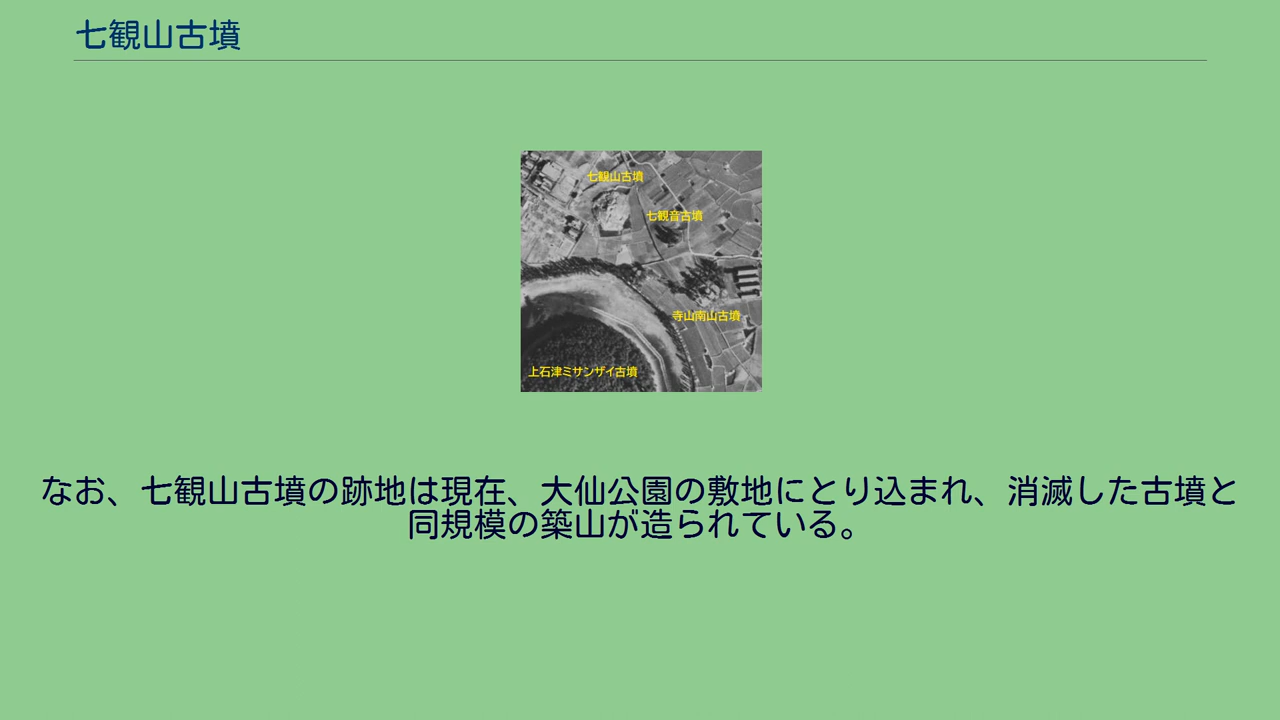 七観山古墳
七観山古墳
七観音古墳
寺山南山古墳
上石津ミサンザイ古墳
なお、七観山古墳の跡地は現在、大仙公園の敷地にとり込まれ、消滅した古墳と
同規模の築山が造られている。